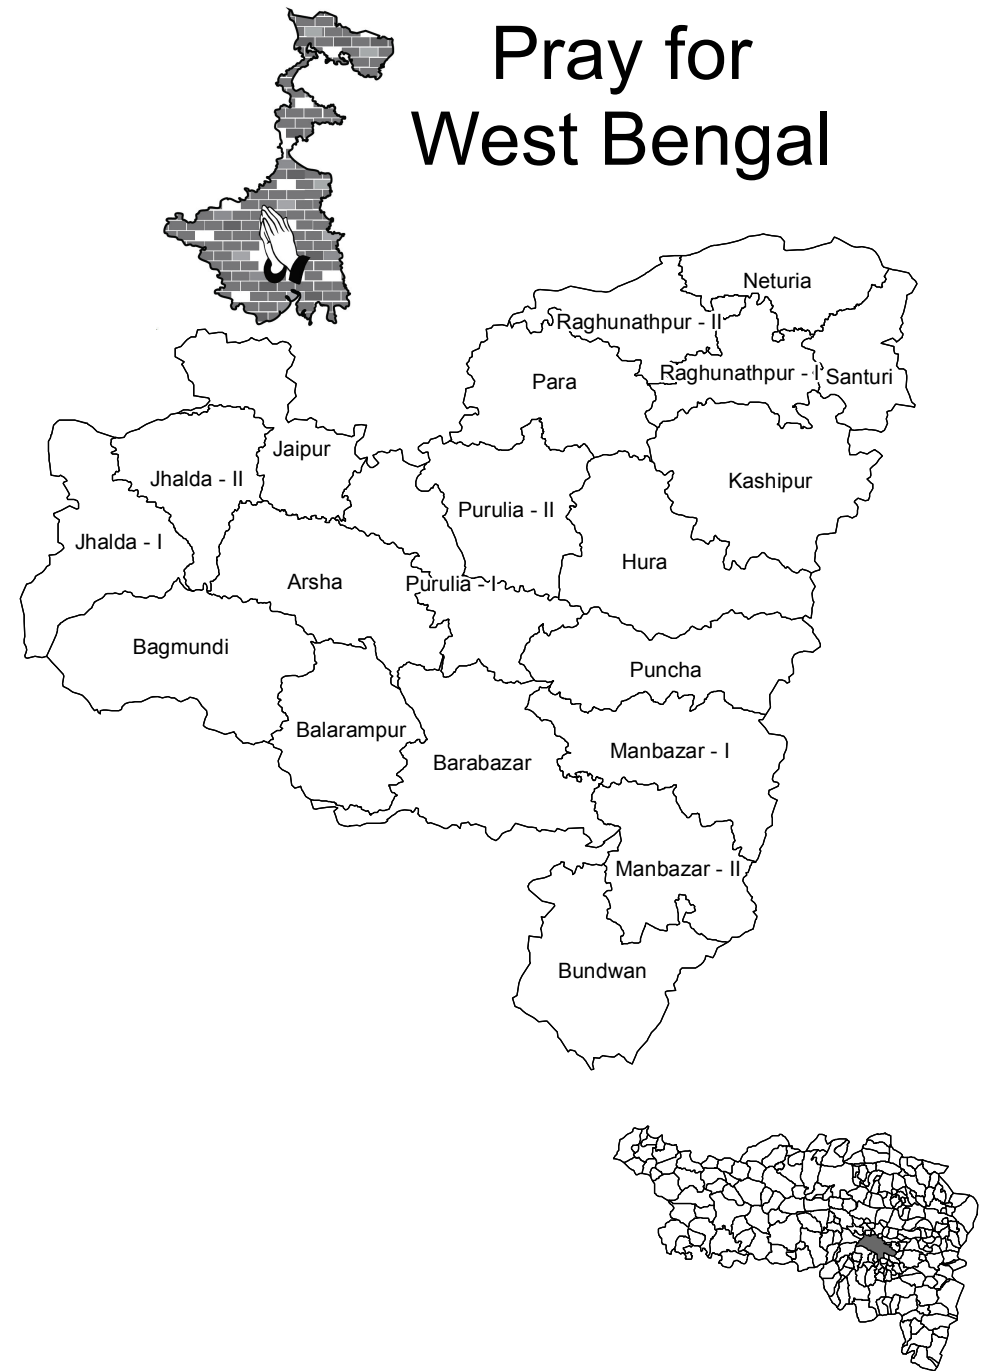 Pray for
West Bengal
Neturia
Raghunathpur - II
Raghunathpur - I
Santuri
Para
Jaipur
Jhalda - II
Kashipur
Purulia - II
Jhalda - I
Hura
Arsha
Purulia - I
Bagmundi
Puncha
Balarampur
Manbazar - I
Barabazar
Manbazar - II
Bundwan